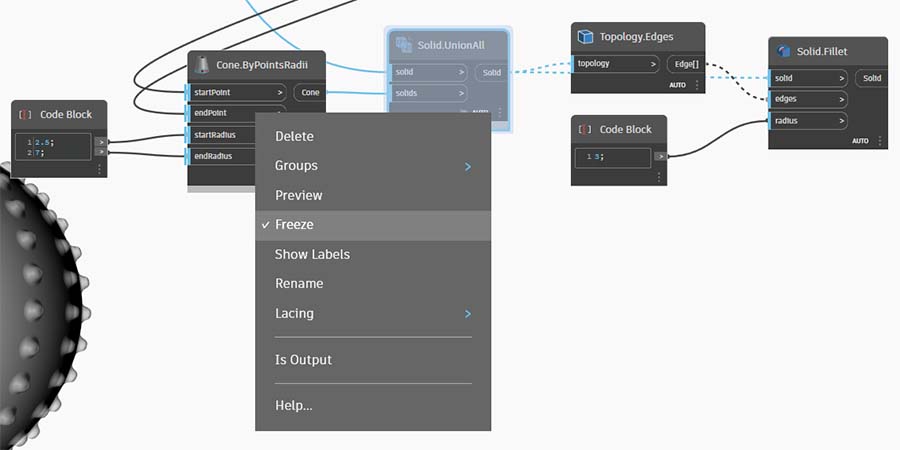 Code Block
1 2.5;
2 7;
>
>
Cone.ByPointsRadii
startPoint > Cone
endPoint >
startRadius
endRadius
Solid.UnionAll
solid > Solid
solids >
AUTO
Topology.Edges
topology > Edge[]
AUTO
Code Block
1 3; >
Solid.Fillet
solid > Solid
edges >
radius >
AUTO
Delete
Groups >
Preview
✓ Freeze
Show Labels
Rename
Lacing >
Is Output
Help...